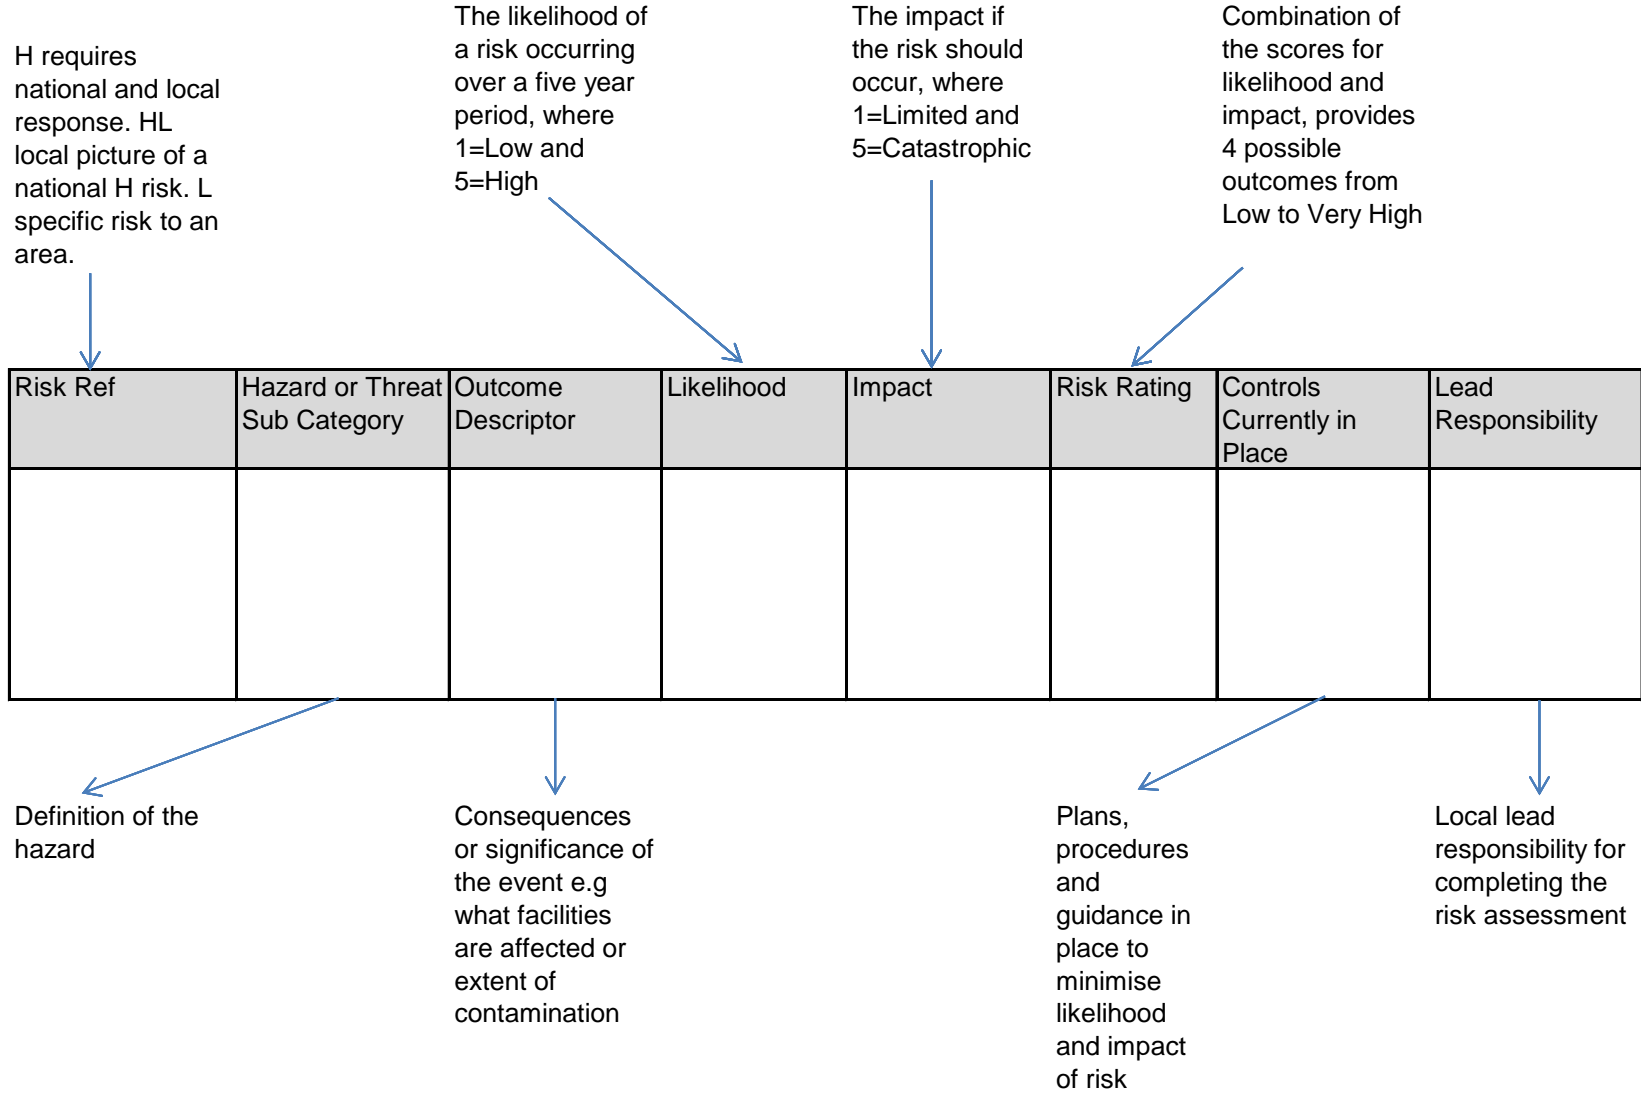 H requires
national and local
response. HL
local picture of a
national H risk. L
specific risk to an
area.
The likelihood of
a risk occurring
over a five year
period, where
1=Low and
5=High
The impact if
the risk should
occur, where
1=Limited and
5=Catastrophic
Combination of
the scores for
likelihood and
impact, provides
4 possible
outcomes from
Low to Very High
Risk Ref
Hazard or Threat
Sub Category
Outcome
Descriptor
Likelihood
Impact
Risk Rating
Controls
Currently in
Place
Lead
Responsibility
Definition of the
hazard
Consequences
or significance of
the event e.g
what facilities
are affected or
extent of
contamination
Plans,
procedures
and
guidance in
place to
minimise
likelihood
and impact
of risk
Local lead
responsibility for
completing the
risk assessment